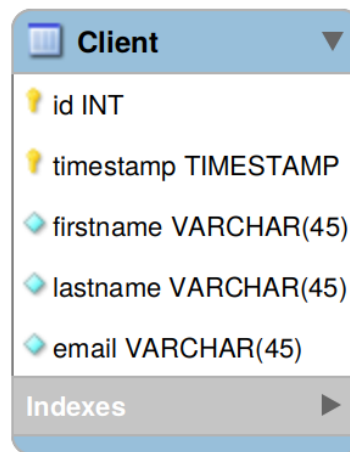 Client
id INT
timestamp TIMESTAMP
firstname VARCHAR(45)
lastname VARCHAR(45)
email VARCHAR(45)
Indexes